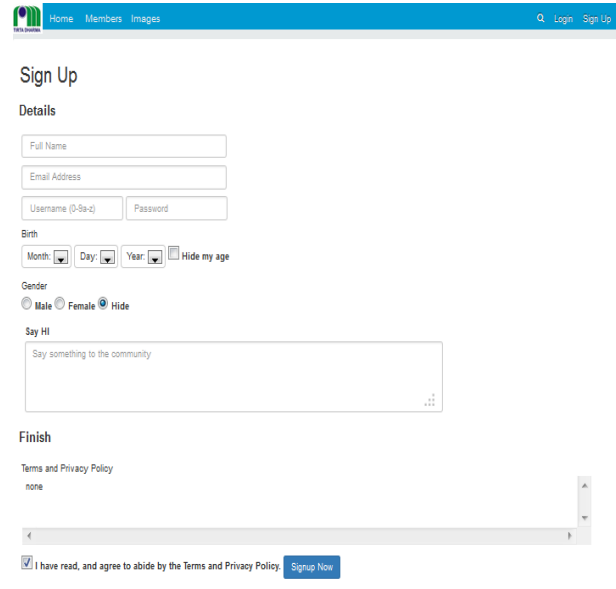 TIRTA DHARMA
Home Members Images
Login Sign Up
Sign Up
Details
Full Name
Email Address
Username (0-9a-z) Password
Birth
Month: Day: Year: Hide my age
Gender
Male Female Hide
Say HI
Say something to the community
Finish
Terms and Privacy Policy
none
I have read, and agree to abide by the Terms and Privacy Policy. Signup Now